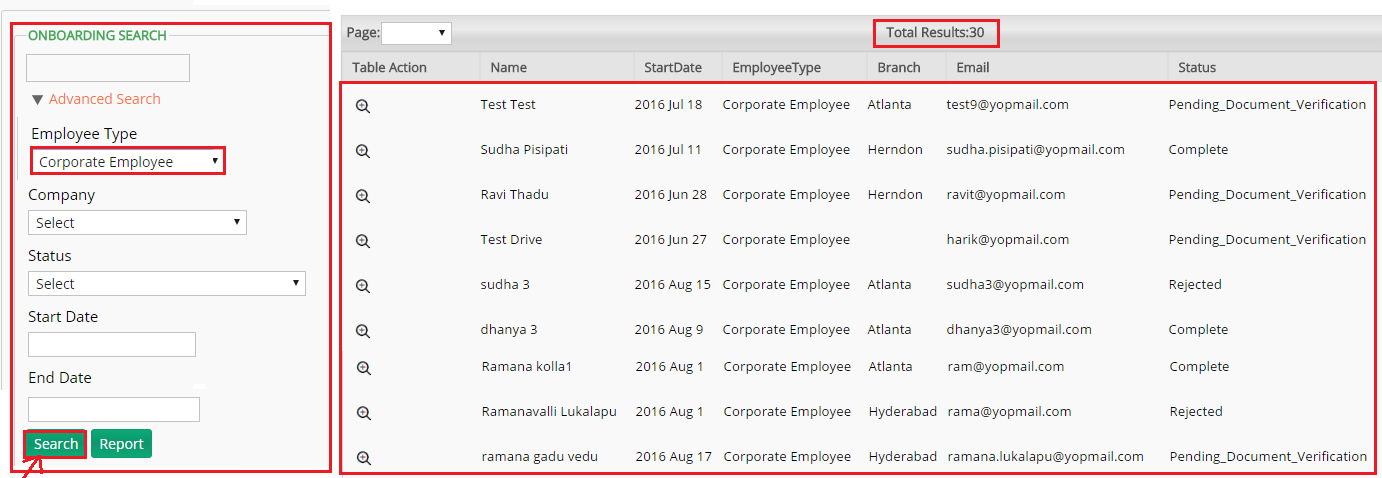 ONBOARDING SEARCH
Advanced Search
Employee Type
Corporate Employee
Company
Select
Status
Select
Start Date
End Date
Search Report
Page: Total Results:30
Table Action Name StartDate EmployeeType Branch Email Status
Test Test 2016 Jul 18 Corporate Employee Atlanta test9@yopmail.com Pending_Document_Verification
Sudha Pisipati 2016 Jul 11 Corporate Employee Herndon sudha.pisipati@yopmail.com Complete
Ravi Thadu 2016 Jun 28 Corporate Employee Herndon ravit@yopmail.com Pending_Document_Verification
Test Drive 2016 Jun 27 Corporate Employee harik@yopmail.com Pending_Document_Verification
sudha 3 2016 Aug 15 Corporate Employee Atlanta sudha3@yopmail.com Rejected
dhanya 3 2016 Aug 9 Corporate Employee Atlanta dhanya3@yopmail.com Complete
Ramana kolla1 2016 Aug 1 Corporate Employee Atlanta ram@yopmail.com Complete
Ramanavalli Lukalapu 2016 Aug 1 Corporate Employee Hyderabad rama@yopmail.com Rejected
ramana gadu vedu 2016 Aug 17 Corporate Employee Hyderabad ramana.lukalapu@yopmail.com Pending_Document_Verification